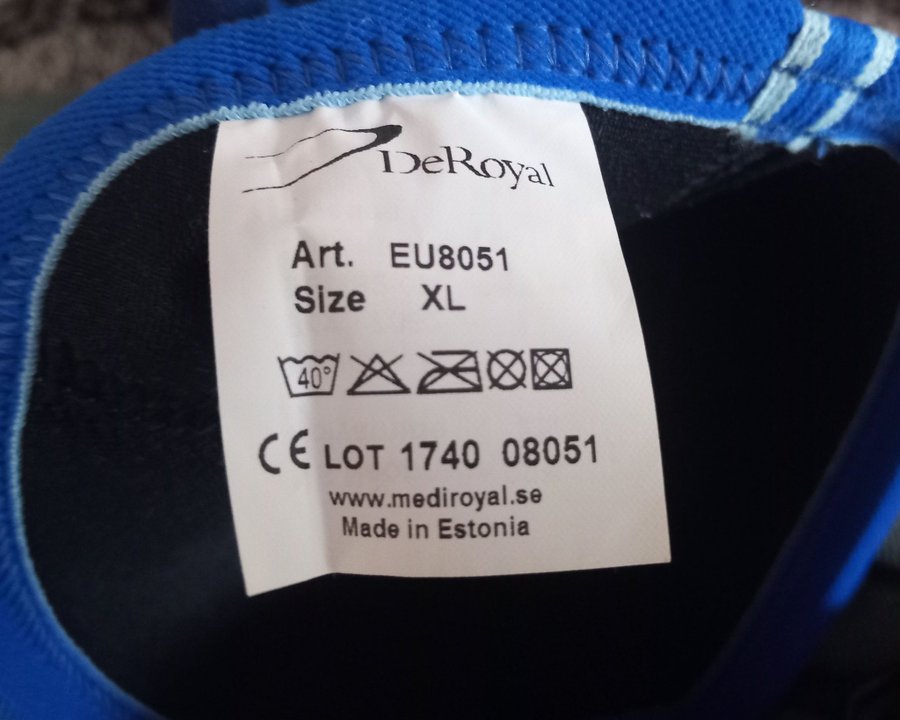 DeRoyal
Art. EU8051
Size XL
40°
CE LOT 1740 08051
www.mediroyal.se
Made in Estonia